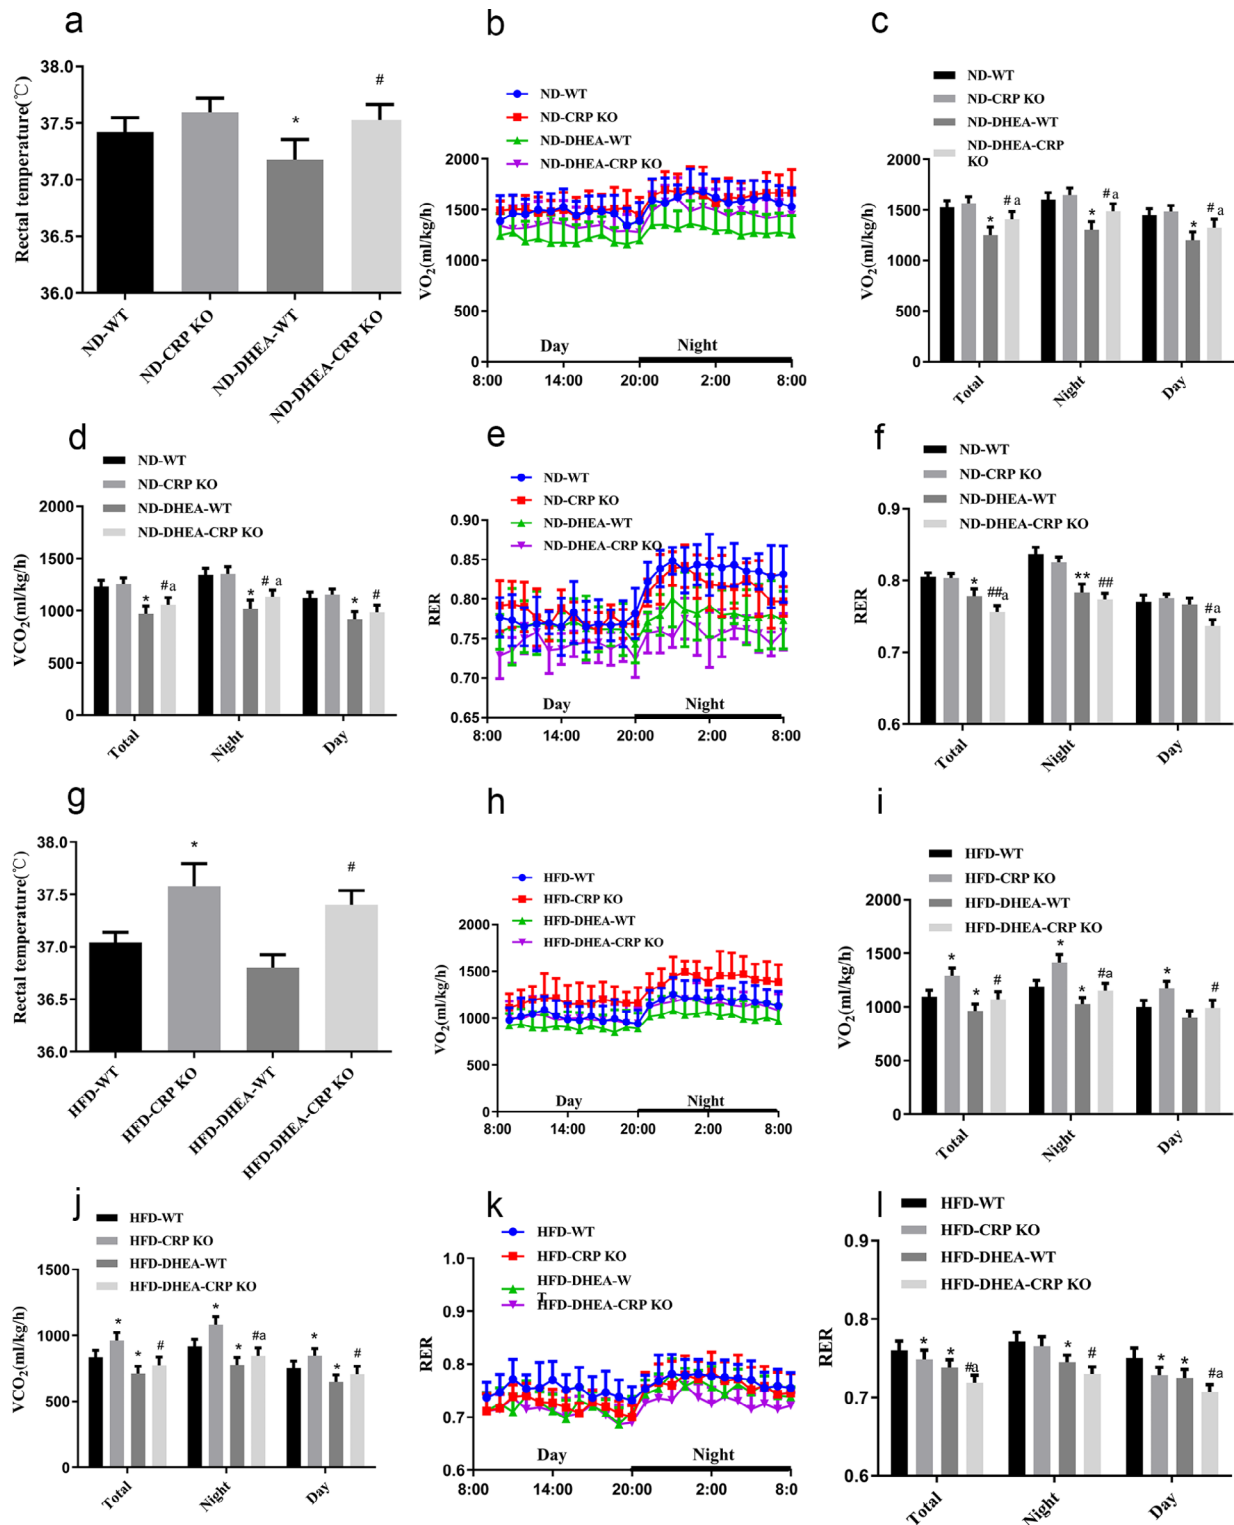 a
Rectal temperature(℃)
38.0
37.5
37.0
36.5
36.0
*
#
ND-WT
ND-CRP KO
ND-DHEA-WT
ND-DHEA-CRP KO
b
ND-WT
ND-CRP KO
ND-DHEA-WT
ND-DHEA-CRP KO
VO2(ml/kg/h)
2000
1500
1000
500
0
Day
Night
8:00
14:00
20:00
2:00
8:00
c
ND-WT
ND-CRP KO
ND-DHEA-WT
ND-DHEA-CRP
KO
VO2(ml/kg/h)
2000
1500
1000
500
0
* # a
* # a
* # a
Total
Night
Day
d
ND-WT
ND-CRP KO
ND-DHEA-WT
ND-DHEA-CRP KO
VCO2(ml/kg/h)
2000
1500
1000
500
0
* #a
* # a
* #
Total
Night
Day
e
ND-WT
ND-CRP KO
ND-DHEA-WT
ND-DHEA-CRP KO
RER
0.90
0.85
0.80
0.75
0.70
0.65
Day
Night
8:00
14:00
20:00
2:00
8:00
f
ND-WT
ND-CRP KO
ND-DHEA-WT
ND-DHEA-CRP KO
RER
0.9
0.8
0.7
0.6
* ##a
** ##
#a
Total
Night
Day
g
Rectal temperature(℃)
38.0
37.5
37.0
36.5
36.0
*
#
HFD-WT
HFD-CRP KO
HFD-DHEA-WT
HFD-DHEA-CRP KO
h
HFD-WT
HFD-CRP KO
HFD-DHEA-WT
HFD-DHEA-CRP KO
VO2(ml/kg/h)
2000
1500
1000
500
0
Day
Night
8:00
14:00
20:00
2:00
8:00
i
HFD-WT
HFD-CRP KO
HFD-DHEA-WT
HFD-DHEA-CRP KO
VO2(ml/kg/h)
2000
1500
1000
500
0
* * #
* * #a
* #
Total
Night
Day
j
HFD-WT
HFD-CRP KO
HFD-DHEA-WT
HFD-DHEA-CRP KO
VCO2(ml/kg/h)
1500
1000
500
0
* * #
* * #a
* * #
Total
Night
Day
k
HFD-WT
HFD-CRP KO
HFD-DHEA-W
T
HFD-DHEA-CRP KO
RER
1.0
0.9
0.8
0.7
0.6
Day
Night
8:00
14:00
20:00
2:00
8:0
l
HFD-WT
HFD-CRP KO
HFD-DHEA-WT
HFD-DHEA-CRP KO
RER
0.9
0.8
0.7
0.6
* * #a
* #
* * #a
Total
Night
Day